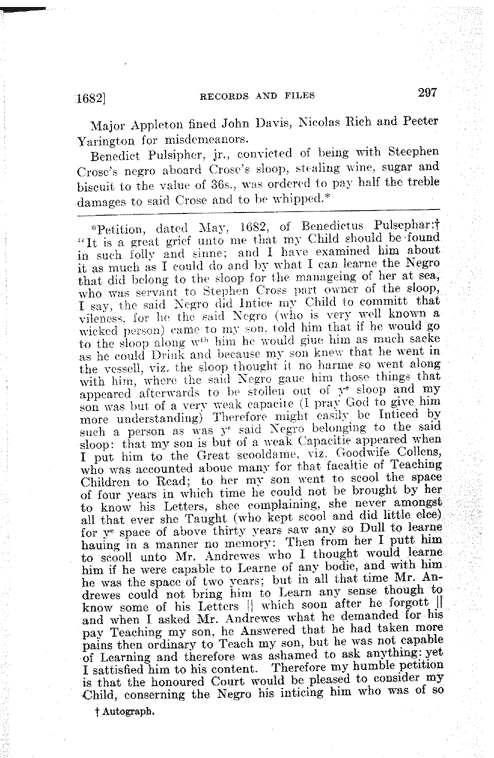 1682] RECORDS AND FILES 297
Major Appleton fined John Davis, Nicolas Rich and Peeter
Yarington for misdemeanors.
Benedict Pulsipher, jr., convicted of being with Steephen
Crose's negro aboard Crose's sloop, stealing wine, sugar and
biscuit to the value of 36s., was ordered to pay half the treble
damages to said Crose and to be whipped.*
*Petition, dated May, 1682, of Benedictus Pulsephar:†
"It is a great grief unto me that my Child should be found
in such folly and sinne; and I have examined him about
it as much as I could do and by what I can learne the Negro
that did belong to the sloop for the manageing of her at sea,
who was servant to Stephen Cross part owner of the sloop,
I say, the said Negro did Intice my Child to committ that
vileness, for he the said Negro (who is very well known a
wicked person) came to my son, told him that if he would go
to the sloop along wth him he would giue him as much sacke
as he could Drink and because my son knew that he went in
the vessell, viz. the sloop thought it no harme so went along
with him, where the said Negro gaue him those things that
appeared afterwards to be stollen out of ye sloop and my
son was but of a very weak capacite (I pray God to give him
more understanding) Therefore might easily be Inticed by
such a person as was ye said Negro belonging to the said
sloop: that my son is but of a weak Capacitie appeared when
I put him to the Great scooldame, viz. Goodwife Collens,
who was accounted aboue many for that facaltie of Teaching
Children to Read; to her my son went to scool the space
of four years in which time he could not be brought by her
to know his Letters, shee complaining, she never amongst
all that ever she Taught (who kept scool and did little else)
for ye space of above thirty years saw any so Dull to learne
hauing in a manner no memory: Then from her I putt him
to scooll unto Mr. Andrewes who I thought would learne
him if he were capable to Learne of any bodie, and with him
he was the space of two years; but in all that time Mr. An-
drewes could not bring him to Learn any sense though to
know some of his Letters || which soon after he forgott ||
and when I asked Mr. Andrewes what he demanded for his
pay Teaching my son, he Answered that he had taken more
pains then ordinary to Teach my son, but he was not capable
of Learning and therefore was ashamed to ask anything: yet
I sattisfied him to his content. Therefore my humble petition
is that the honoured Court would be pleased to consider my
Child, conserning the Negro his inticing him who was of so
† Autograph.